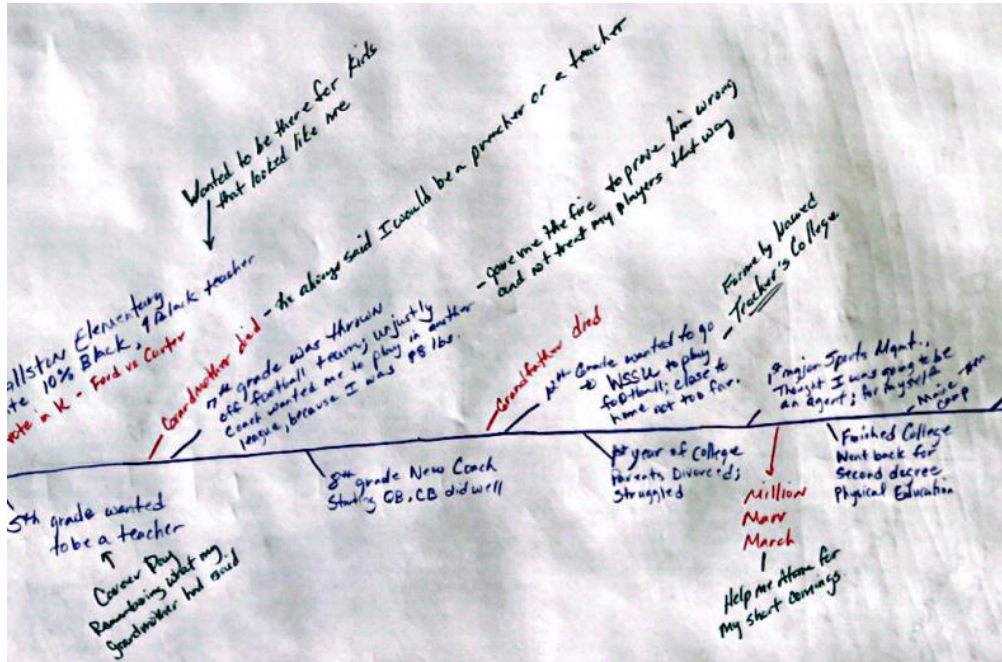 Wanted to be there for kids
that looked like me
Elementary
10% Black, 1 Black teacher
in K - Ford vs Carter
Grandmother died - she always said I would be a preacher or a teacher
7th grade was thrown
off football team; unjustly
Coach wanted me to play in another
league, because I was 98 lbs.
- gave me the fire to prove him wrong
and not treat my players that way
Grandfather died
12th Grade wanted to go
to WSSU to play
football; close to
home not too far.
Formerly Named
Teacher's College
1st major Sports Mgmt..
Thought I was going to be
an agent; for myself
camp
5th grade wanted
to be a teacher
Career Day
what my
grandmother had said
8th grade New Coach
Starting QB, CB did well
1st year of College
Parents Divorced;
Struggled
Million
Man
March
Help me Atone for
My short comings
Finished College
Went back for
Second degree
Physical Education